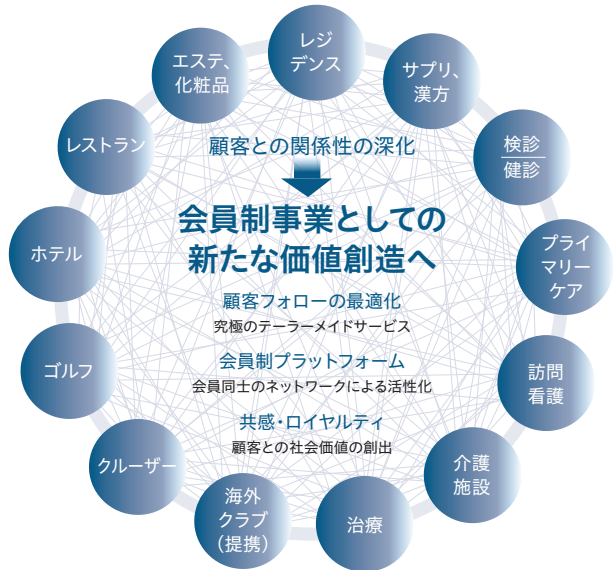 レジ
デンス
サプリ、
漢方
検診
健診
プライ
マリー
ケア
訪問
看護
介護
施設
治療
海外
クラブ
（提携）
クルーザー
ゴルフ
ホテル
レストラン
エステ、
化粧品
顧客との関係性の深化
会員制事業としての
新たな価値創造へ
顧客フォローの最適化
究極のテーラーメイドサービス
会員制プラットフォーム
会員同士のネットワークによる活性化
共感・ロイヤルティ
顧客との社会価値の創出